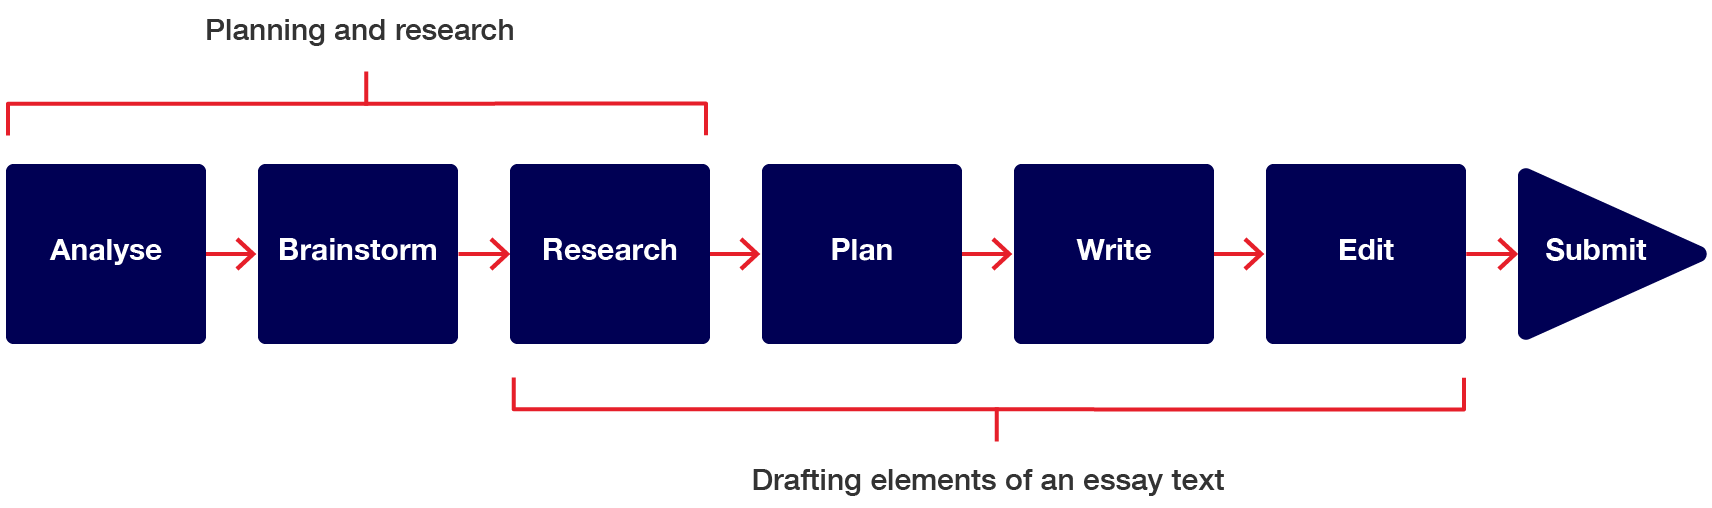 Planning and research
Analyse
Brainstorm
Research
Plan
Write
Edit
Submit
Drafting elements of an essay text